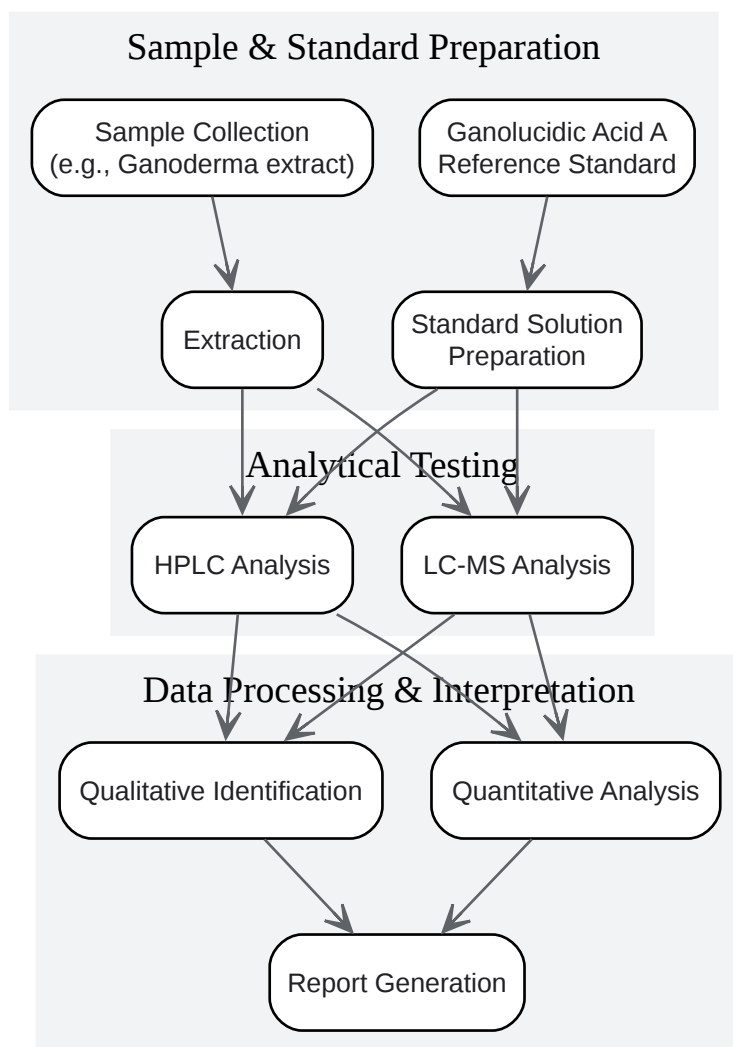 Sample & Standard Preparation
Sample Collection
(e.g., Ganoderma extract)
Ganolucidic Acid A
Reference Standard
Extraction
Standard Solution
Preparation
Analytical Testing
HPLC Analysis
LC-MS Analysis
Data Processing & Interpretation
Qualitative Identification
Quantitative Analysis
Report Generation